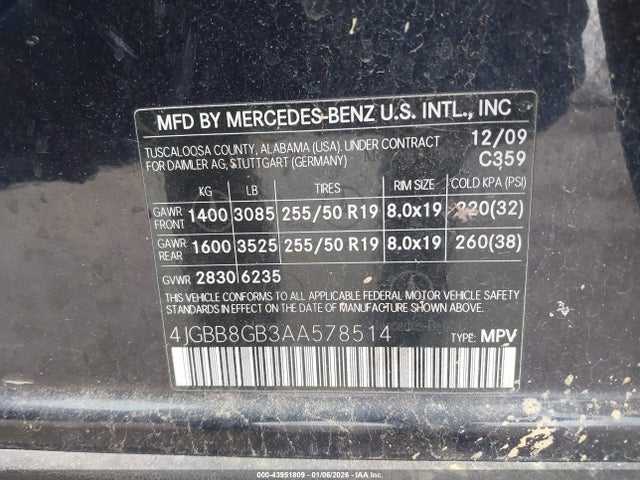 MFD BY MERCEDES-BENZ U.S. INTL., INC
TUSCALOOSA COUNTY, ALABAMA (USA). UNDER CONTRACT 12/09
FOR DAIMLER AG, STUTTGART (GERMANY) C359
KG LB TIRES RIM SIZE COLD KPA (PSI)
GAWR FRONT 1400 3085 255/50 R19 8.0x19 220(32)
GAWR REAR 1600 3525 255/50 R19 8.0x19 260(38)
GVWR 2830 6235
THIS VEHICLE CONFORMS TO ALL APPLICABLE FEDERAL MOTOR VEHICLE SAFETY
STANDARDS IN EFFECT ON THE DATE OF MANUFACTURE SHOWN ABOVE.
4JGBB8GB3AA578514 TYPE: MPV
000-43951809 - 01/06/2026 - IAA Inc.